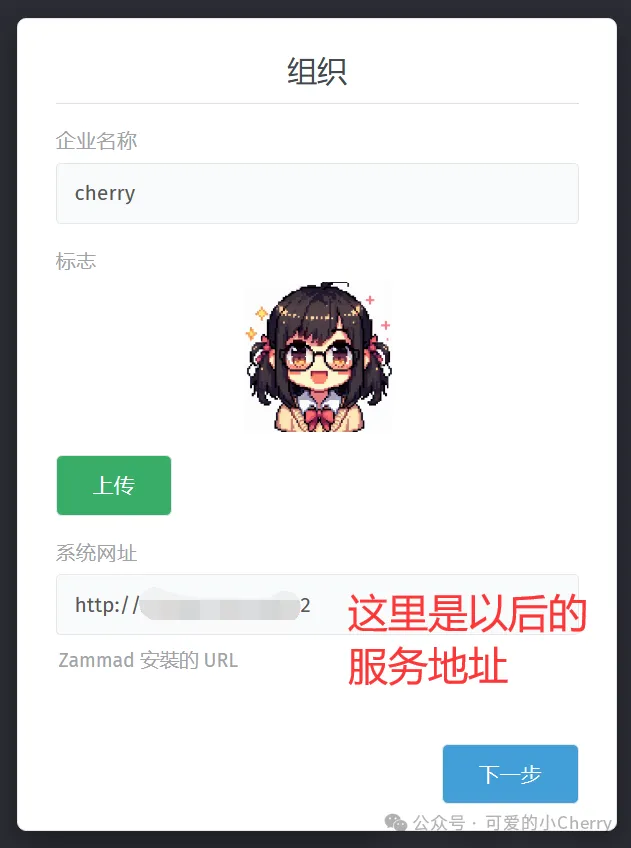 组织
企业名称
cherry
标志
上传
系统网址
http://
2
这里是以后的
服务地址
Zammad 安裝的 URL
下一步
公众号 · 可爱的小Cherry